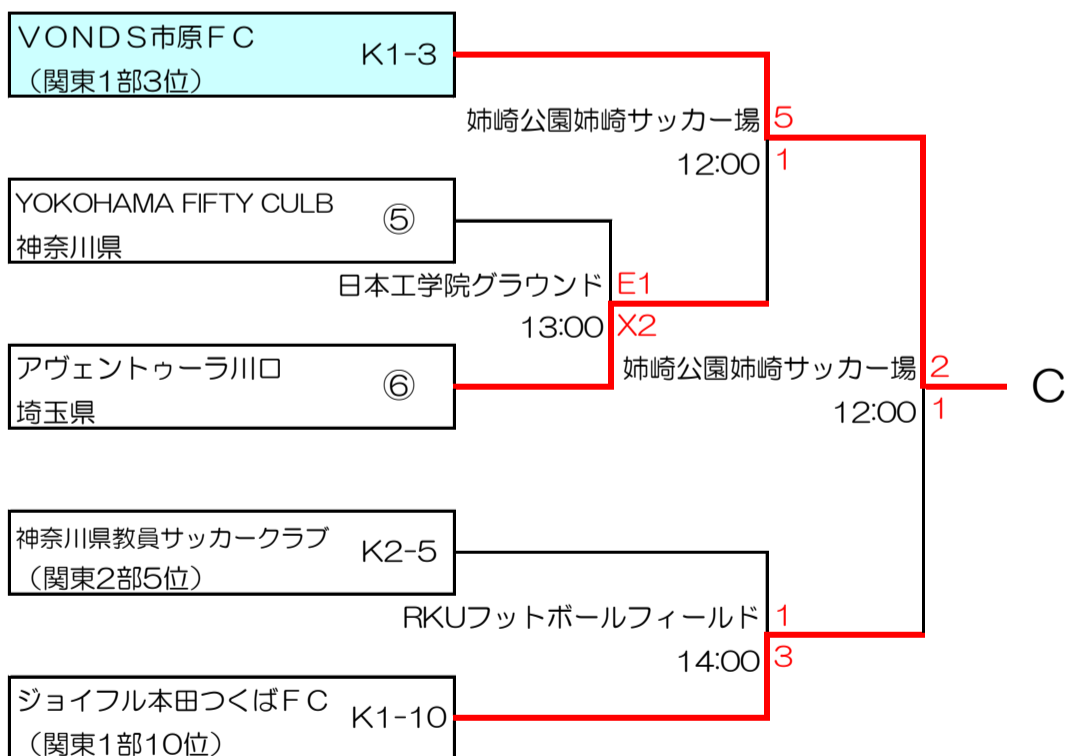 VONDS市原FC K1-3
（関東1部3位）
姉崎公園姉崎サッカー場 5
12:00 1
YOKOHAMA FIFTY CULB ⑤
神奈川県
日本工学院グラウンド E1
13:00 X2
アヴェントゥーラ川口 ⑥
埼玉県
姉崎公園姉崎サッカー場 2
12:00 1
C
神奈川県教員サッカークラブ K2-5
（関東2部5位）
RKUフットボールフィールド 1
14:00 3
ジョイフル本田つくばFC K1-10
（関東1部10位）